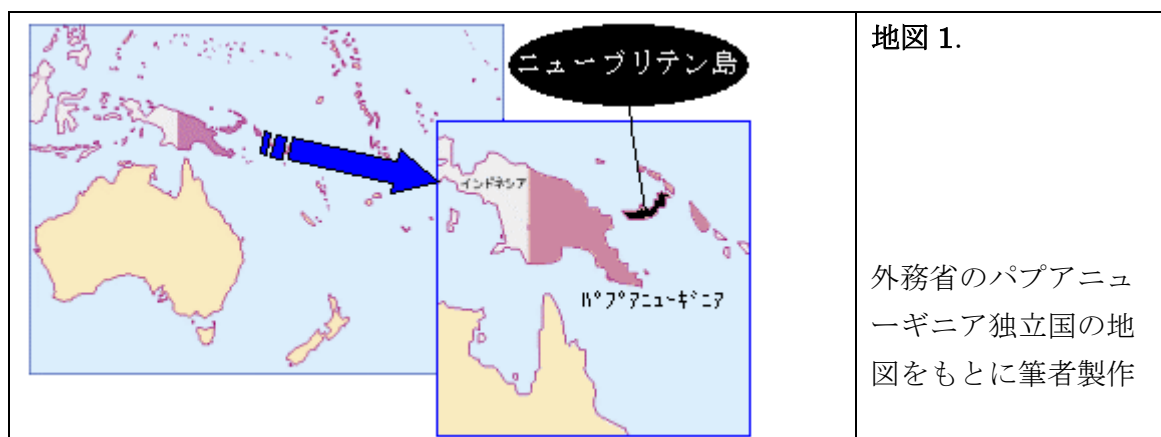 ニューブリテン島
インドネシア
ﾊﾟﾌﾟｱﾆｭｰｷﾞﾆｱ
地図 1.
外務省のパプアニュ
ーギニア独立国の地
図をもとに筆者製作